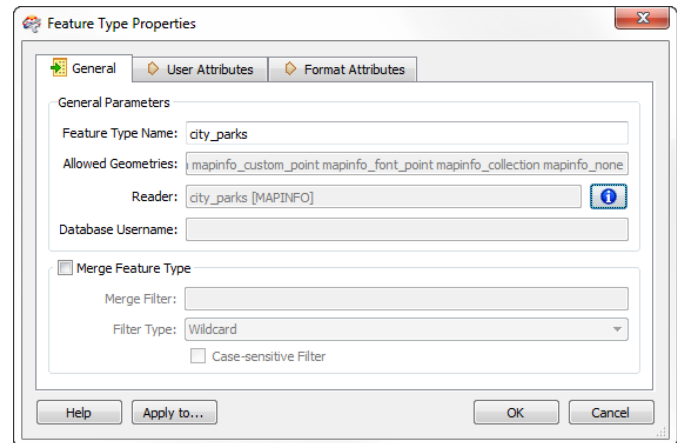 Feature Type Properties
General User Attributes Format Attributes
General Parameters
Feature Type Name: city_parks
Allowed Geometries: mapinfo_custom_point mapinfo_font_point mapinfo_collection mapinfo_none
Reader: city_parks [MAPINFO]
Database Username:
Merge Feature Type
Merge Filter:
Filter Type: Wildcard
Case-sensitive Filter
Help Apply to... OK Cancel